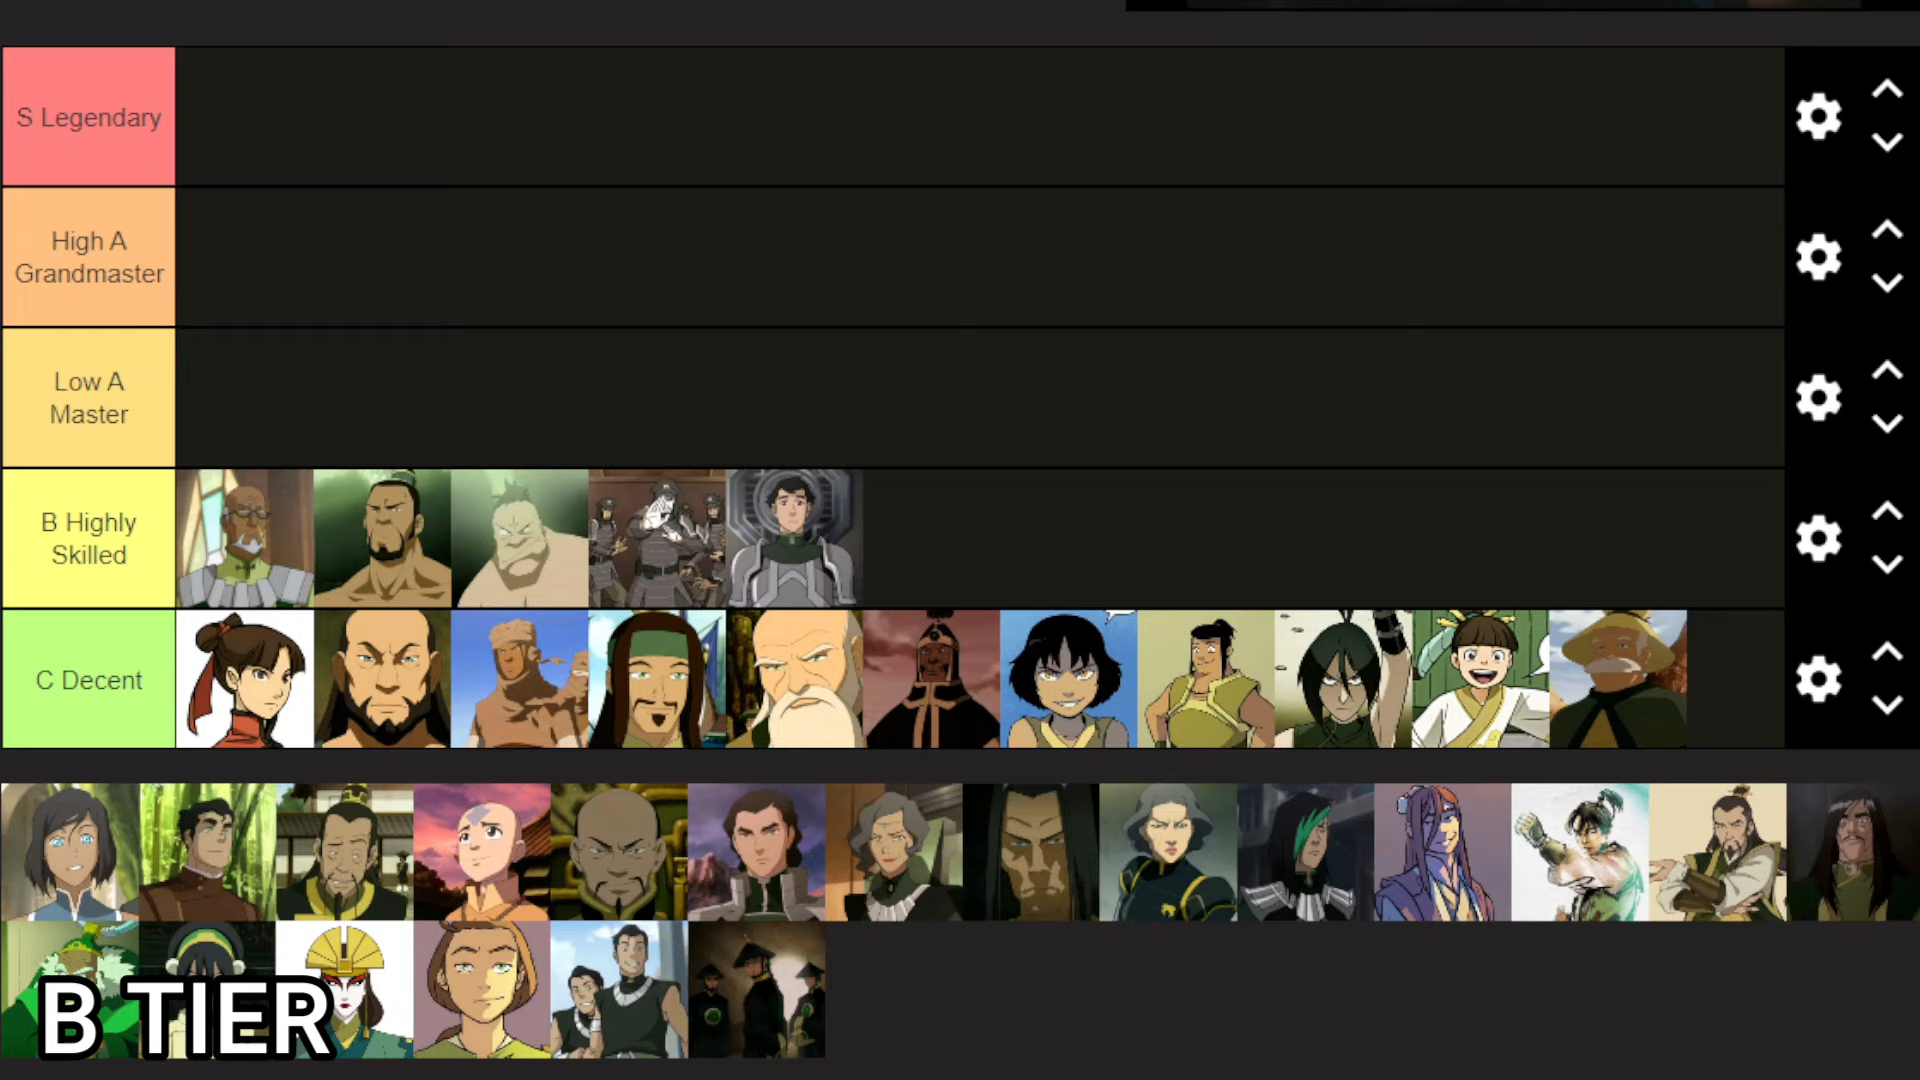 S Legendary
High A
Grandmaster
Low A
Master
B Highly
Skilled
C Decent
B TIER